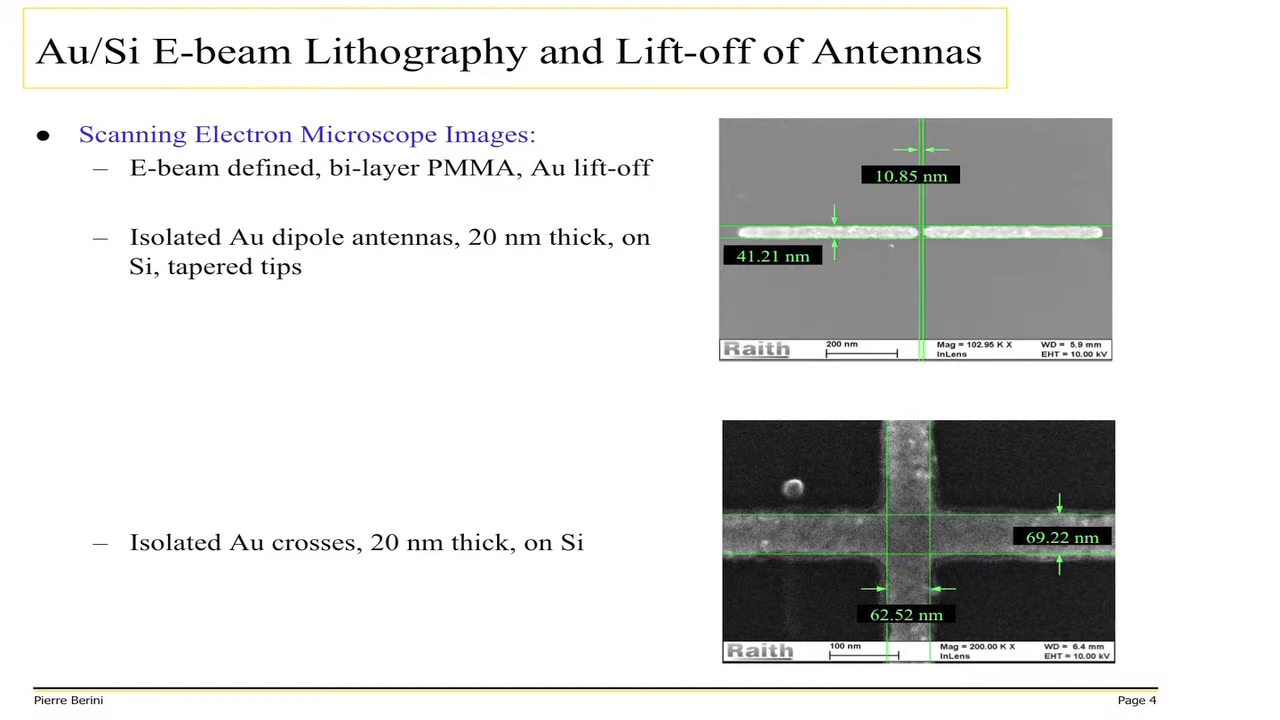 Au/Si E-beam Lithography and Lift-off of Antennas
● Scanning Electron Microscope Images:
– E-beam defined, bi-layer PMMA, Au lift-off
– Isolated Au dipole antennas, 20 nm thick, on
Si, tapered tips
10.85 nm
41.21 nm
Raith
200 nm
Mag = 102.95 K X
InLens
WD = 5.9 mm
EHT = 10.00 kV
– Isolated Au crosses, 20 nm thick, on Si
69.22 nm
62.52 nm
Raith
100 nm
Mag = 200.00 K X
InLens
WD = 6.4 mm
EHT = 10.00 kV
Pierre Berini
Page 4